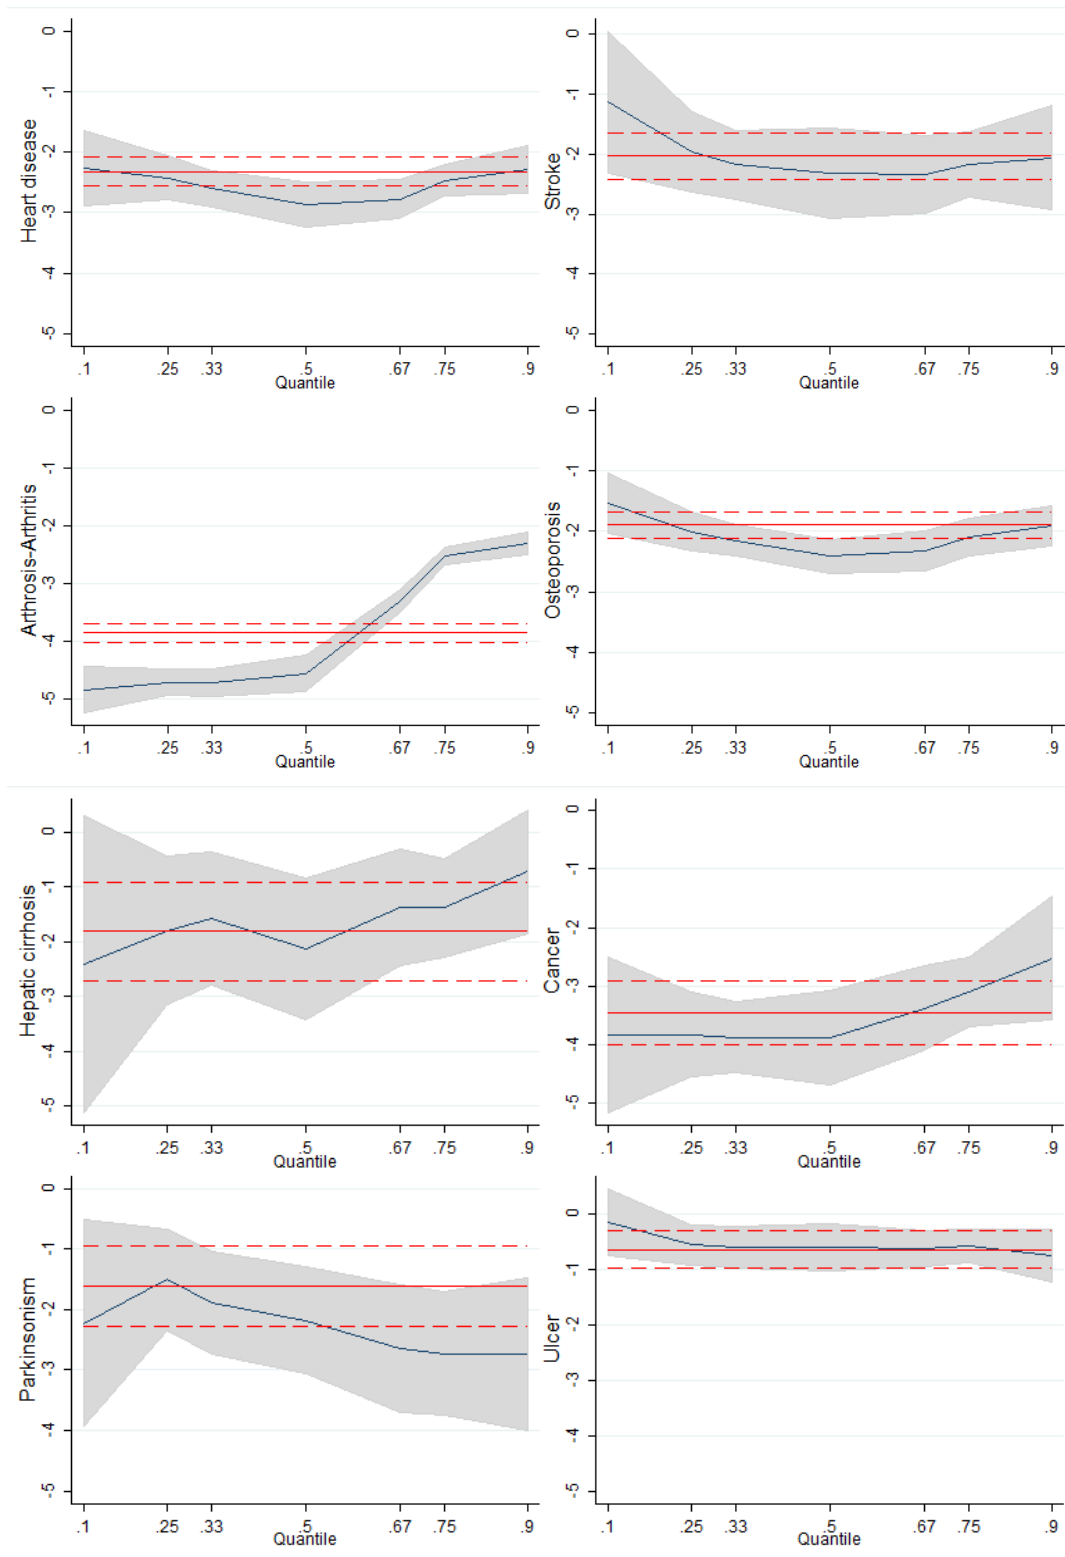 Heart disease
0
-1
-2
-3
-4
-5
.1 .25 .33 .5 .67 .75 .9
Quantile
Stroke
0
-1
-2
-3
-4
-5
.1 .25 .33 .5 .67 .75 .9
Quantile
Arthrosis-Arthritis
0
-1
-2
-3
-4
-5
.1 .25 .33 .5 .67 .75 .9
Quantile
Osteoporosis
0
-1
-2
-3
-4
-5
.1 .25 .33 .5 .67 .75 .9
Quantile
Hepatic cirrhosis
0
-1
-2
-3
-4
-5
.1 .25 .33 .5 .67 .75 .9
Quantile
Cancer
0
-1
-2
-3
-4
-5
.1 .25 .33 .5 .67 .75 .9
Quantile
Parkinsonism
0
-1
-2
-3
-4
-5
.1 .25 .33 .5 .67 .75 .9
Quantile
Ulcer
0
-1
-2
-3
-4
-5
.1 .25 .33 .5 .67 .75 .9
Quantile